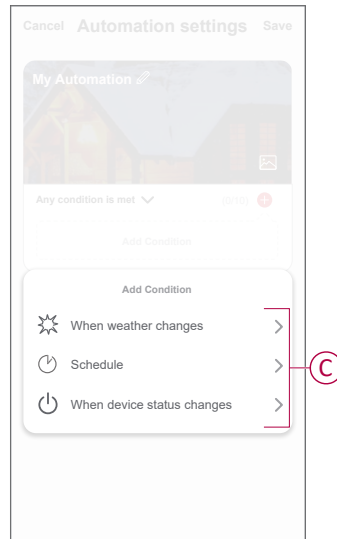 Cancel Automation settings Save
My Automation
Any condition is met (0/10)
Add Condition
Add Condition
When weather changes
Schedule
When device status changes
C